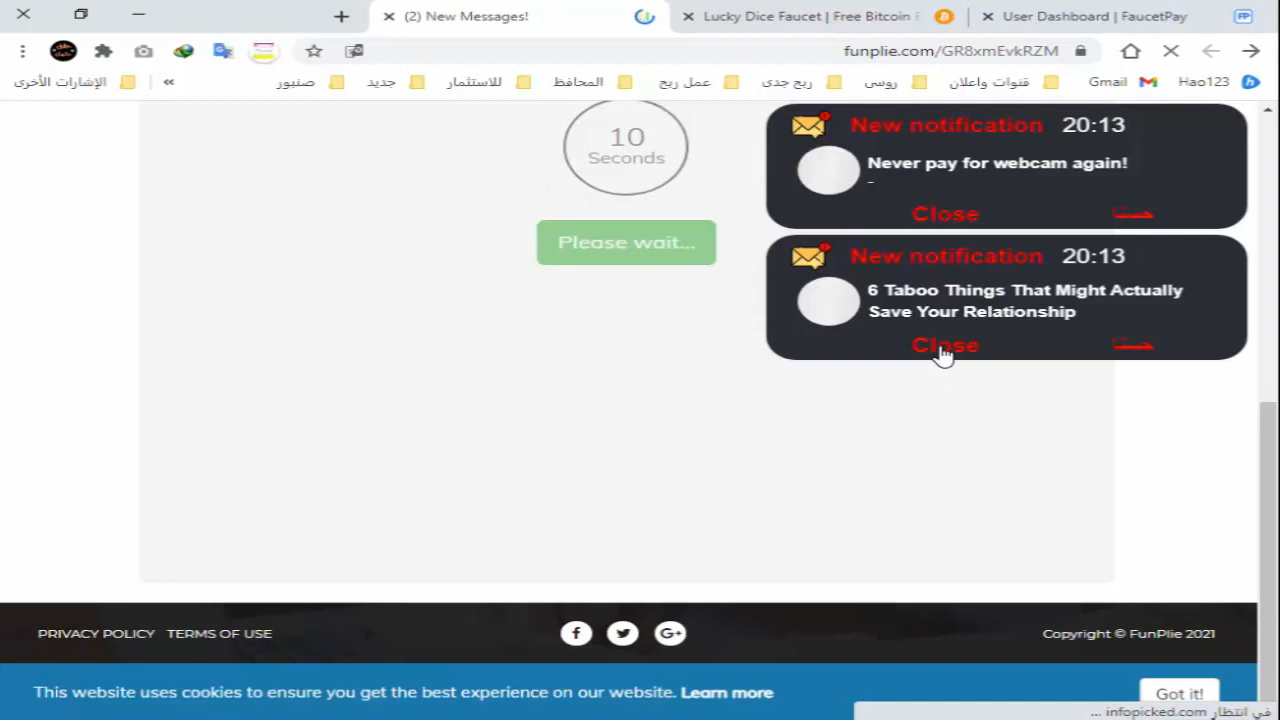 (2) New Messages!
Lucky Dice Faucet | Free Bitcoin F
User Dashboard | FaucetPay
FP
funplie.com/GR8xmEvkRZM
الإشارات الأخرى
»
صنبور
جديد
للاستثمار
المحافظ
عمل ربح
ربح جدى
روسى
قنوات واعلان
Gmail
Hao123
10
Seconds
Please wait...
New notification 20:13
Never pay for webcam again!
-
Close حسنًا
New notification 20:13
6 Taboo Things That Might Actually
Save Your Relationship
Close حسنًا
PRIVACY POLICY TERMS OF USE
Copyright © FunPlie 2021
This website uses cookies to ensure you get the best experience on our website. Learn more
Got it!
في انتظار infopicked.com ...